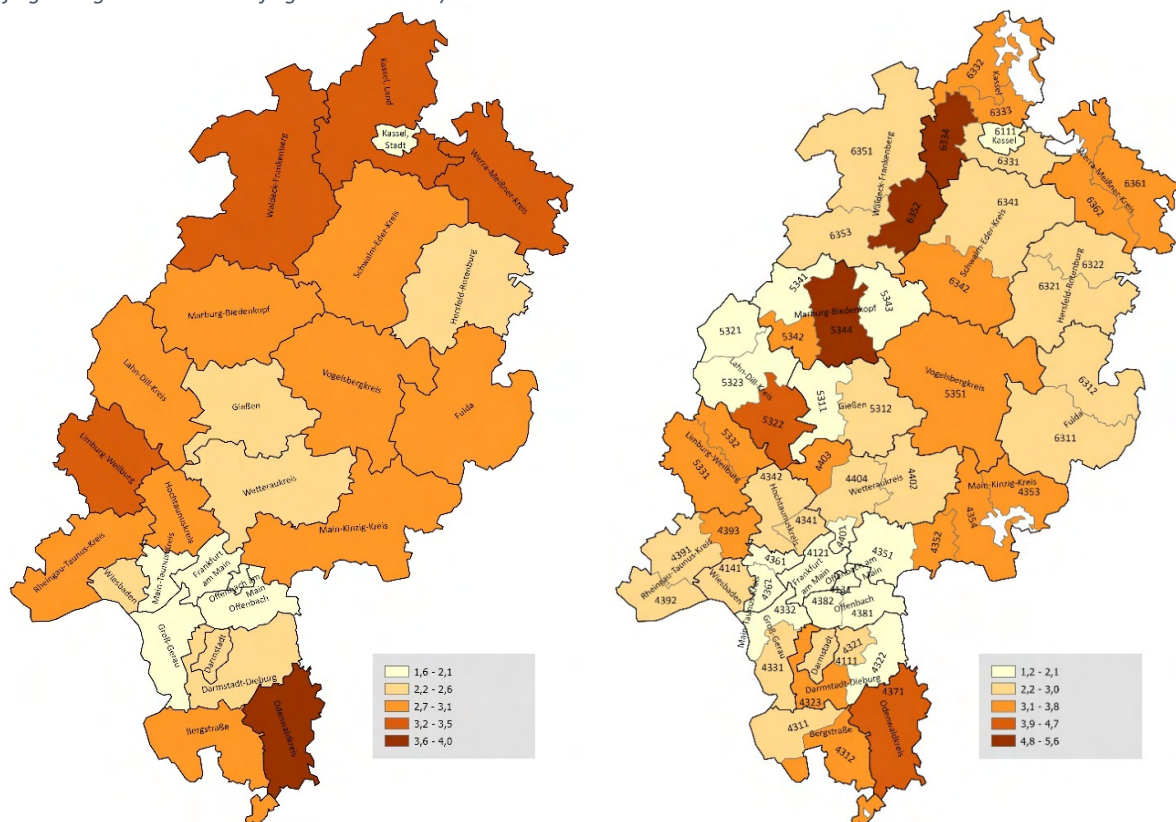 Kassel, Land
Kassel,
Stadt
Waldeck-Frankenberg
Werra-Meißner-Kreis
Schwalm-Eder-Kreis
Hersfeld-Rotenburg
Marburg-Biedenkopf
Lahn-Dill-Kreis
Gießen
Vogelsbergkreis
Fulda
Limburg-Weilburg
Wetteraukreis
Hochtaunuskreis
Main-Kinzig-Kreis
Rheingau-Taunus-Kreis
Main-Taunuskreis
Frankfurt
am Main
Wiesbaden
Offenbach am
Main
Offenbach
Groß-Gerau
Darmstadt
Darmstadt-Dieburg
Bergstraße
Odenwaldkreis
1,6 - 2,1
2,2 - 2,6
2,7 - 3,1
3,2 - 3,5
3,6 - 4,0
6332
Kassel
6333
6334
6111
Kassel
6331
6351
Waldeck-Frankenberg
Werra-Meißner-Kreis
6361
6362
6352
6341
6353
Schwalm-Eder-Kreis
6322
6321
Hersfeld-Rotenburg
6342
5341
5343
Marburg-Biedenkopf
5344
5321
5342
5323
Lahn-Dill-Kreis
5311
Gießen
5312
Vogelsbergkreis
5351
6312
Fulda
6311
5322
5332
Limburg-Weilburg
5331
4403
4342
4404
4402
Wetteraukreis
Hochtaunuskreis
4341
Main-Kinzig-Kreis
4353
4354
4352
4393
4391
Rheingau-Taunus-Kreis
4392
4141
Wiesbaden
4401
4121
4361
4351
Frankfurt
am Main
Offenbach am
Main
4362
4382
Offenbach
4381
4332
Main-Taunuskreis
Groß-Gerau
4331
Darmstadt
4321
4111
4322
Darmstadt-Dieburg
4323
4371
Odenwaldkreis
4311
Bergstraße
4312
1,2 - 2,1
2,2 - 3,0
3,1 - 3,8
3,9 - 4,7
4,8 - 5,6